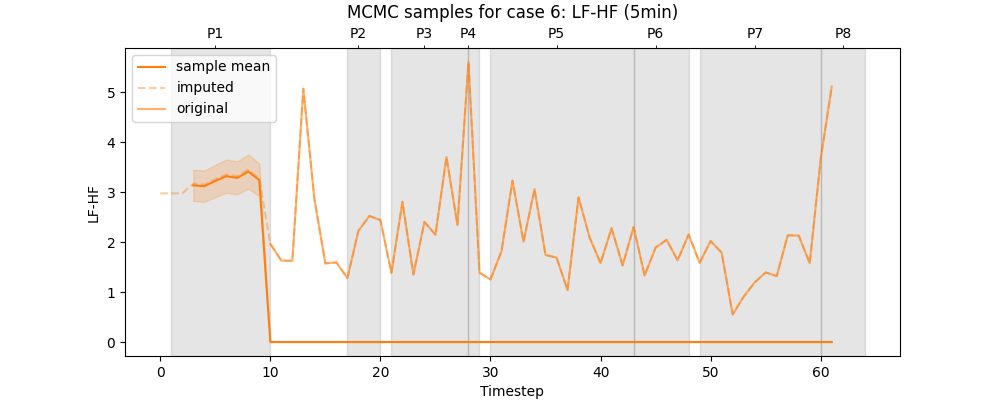 MCMC samples for case 6: LF-HF (5min)
P1 P2 P3 P4 P5 P6 P7 P8
sample mean
imputed
original
LF-HF
5
4
3
2
1
0
0 10 20 30 40 50 60
Timestep